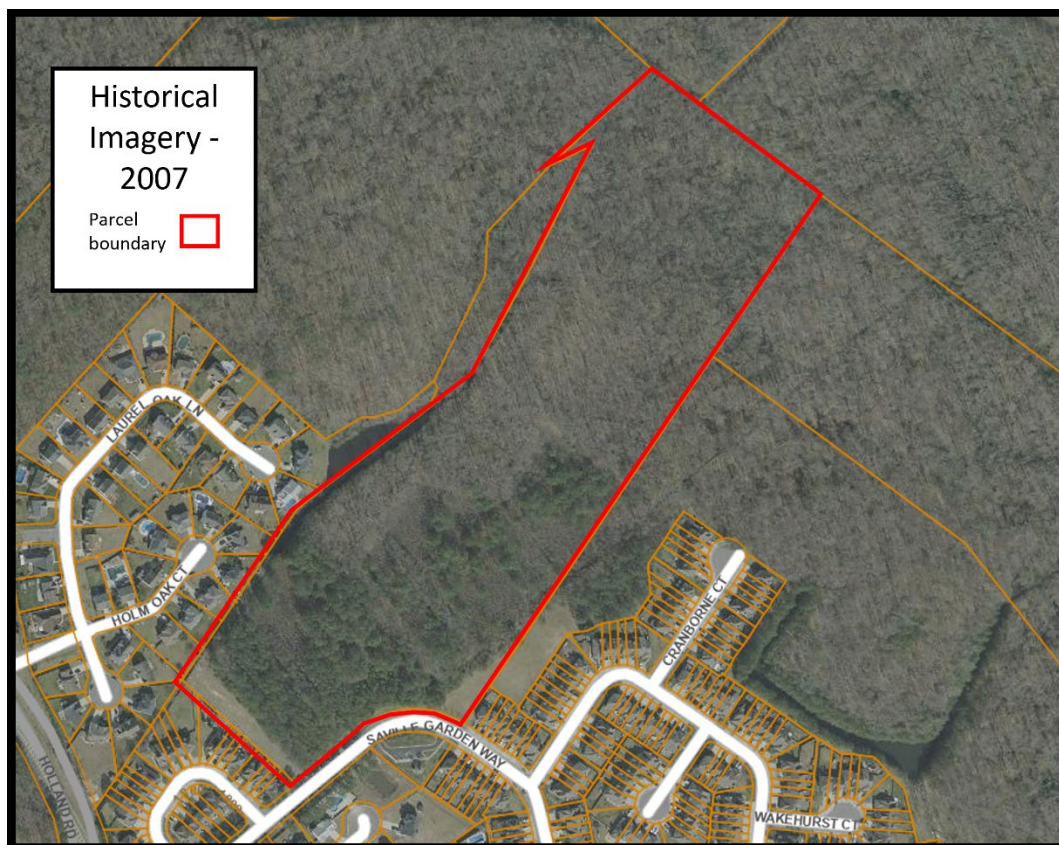 Historical
Imagery -
2007
Parcel
boundary
LAUREL OAK LN
HOLM OAK CT
HOLLAND RD
SAVILLE GARDEN WAY
CRANBORNE CT
WAKEHURST CT